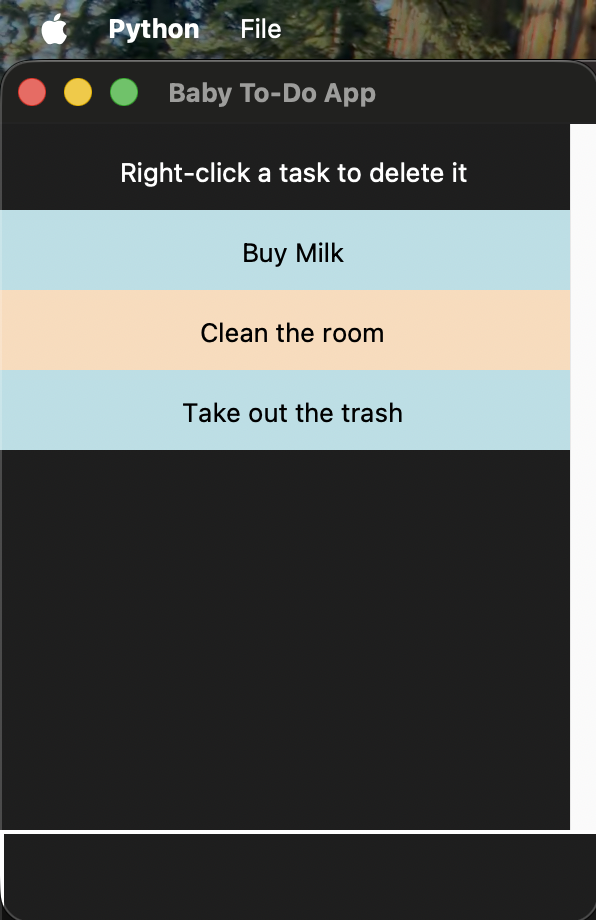 Python File
Baby To-Do App
Right-click a task to delete it
Buy Milk
Clean the room
Take out the trash